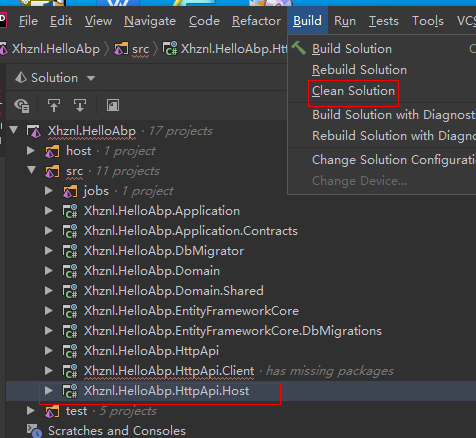 File Edit View Navigate Code Refactor Build Run Tests Tools VC
Xhznl.HelloAbp src Xhznl.HelloAbp.Ht
Build Solution
Rebuild Solution
Clean Solution
Build Solution with Diagnost
Rebuild Solution with Diagn
Change Solution Configurati
Change Device...
Solution
Xhznl.HelloAbp · 17 projects
host · 1 project
src · 11 projects
jobs · 1 project
Xhznl.HelloAbp.Application
Xhznl.HelloAbp.Application.Contracts
Xhznl.HelloAbp.DbMigrator
Xhznl.HelloAbp.Domain
Xhznl.HelloAbp.Domain.Shared
Xhznl.HelloAbp.EntityFrameworkCore
Xhznl.HelloAbp.EntityFrameworkCore.DbMigrations
Xhznl.HelloAbp.HttpApi
Xhznl.HelloAbp.HttpApi.Client · has missing packages
Xhznl.HelloAbp.HttpApi.Host
test · 5 projects
Scratches and Consoles